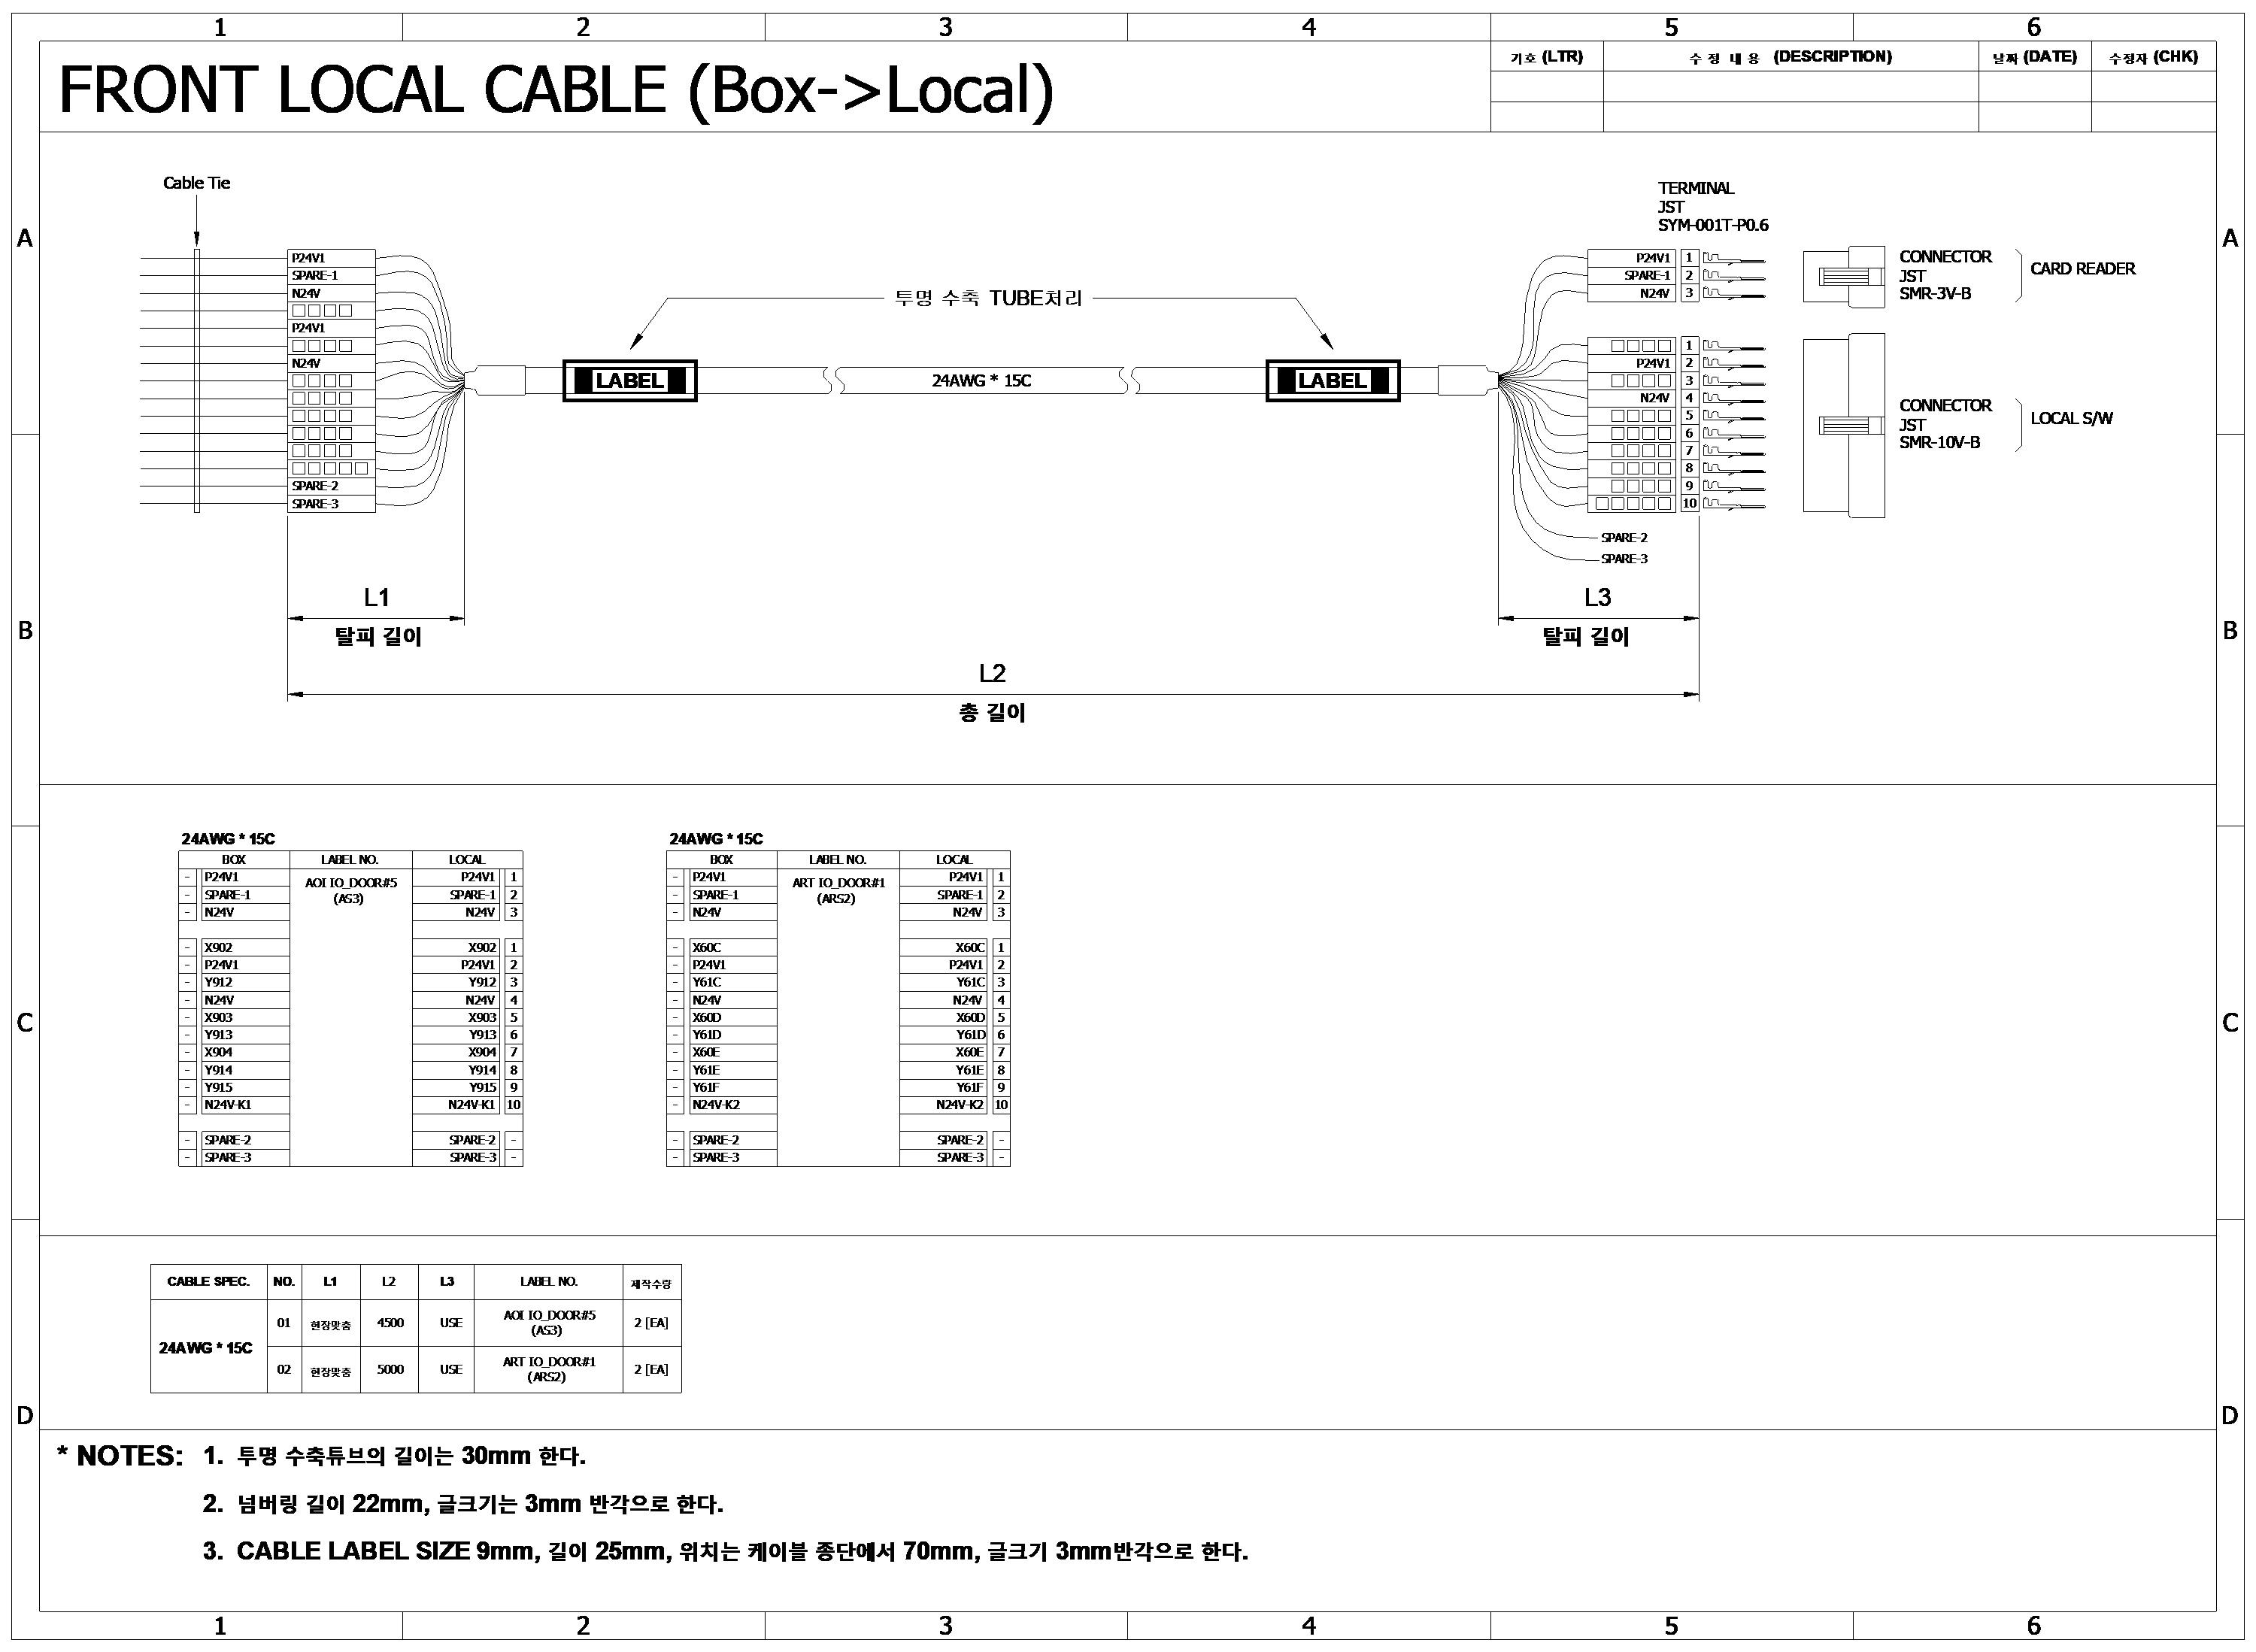 1 2 3 4 5 6
FRONT LOCAL CABLE (Box->Local)
기호 (LTR) 수 정 내 용 (DESCRIPTION) 날짜 (DATE) 수정자 (CHK)
A A
Cable Tie
P24V1
SPARE-1
N24V
□□□□
P24V1
□□□□
N24V
□□□□
□□□□
□□□□
□□□□
□□□□
□□□□□
SPARE-2
SPARE-3
투명 수축 TUBE처리
LABEL
24AWG * 15C
LABEL
TERMINAL
JST
SYM-001T-P0.6
P24V1 1
SPARE-1 2
N24V 3
CONNECTOR
JST
SMR-3V-B
CARD READER
□□□□ 1
P24V1 2
□□□□ 3
N24V 4
□□□□ 5
□□□□ 6
□□□□ 7
□□□□ 8
□□□□ 9
□□□□□ 10
SPARE-2
SPARE-3
CONNECTOR
JST
SMR-10V-B
LOCAL S/W
B B
L1
탈피 길이
L3
탈피 길이
L2
총 길이
C C
24AWG * 15C
BOX LABEL NO. LOCAL
- P24V1 AOI IO_DOOR#5 P24V1 1
- SPARE-1 (AS3) SPARE-1 2
- N24V N24V 3
- X902 X902 1
- P24V1 P24V1 2
- Y912 Y912 3
- N24V N24V 4
- X903 X903 5
- Y913 Y913 6
- X904 X904 7
- Y914 Y914 8
- Y915 Y915 9
- N24V-K1 N24V-K1 10
- SPARE-2 SPARE-2 -
- SPARE-3 SPARE-3 -
24AWG * 15C
BOX LABEL NO. LOCAL
- P24V1 ART IO_DOOR#1 P24V1 1
- SPARE-1 (ARS2) SPARE-1 2
- N24V N24V 3
- X60C X60C 1
- P24V1 P24V1 2
- Y61C Y61C 3
- N24V N24V 4
- X60D X60D 5
- Y61D Y61D 6
- X60E X60E 7
- Y61E Y61E 8
- Y61F Y61F 9
- N24V-K2 N24V-K2 10
- SPARE-2 SPARE-2 -
- SPARE-3 SPARE-3 -
D D
CABLE SPEC. NO. L1 L2 L3 LABEL NO. 제작수량
24AWG * 15C
01 현장맞춤 4500 USE AOI IO_DOOR#5 (AS3) 2 [EA]
02 현장맞춤 5000 USE ART IO_DOOR#1 (ARS2) 2 [EA]
* NOTES: 1. 투명 수축튜브의 길이는 30mm 한다.
2. 넘버링 길이 22mm, 글크기는 3mm 반각으로 한다.
3. CABLE LABEL SIZE 9mm, 길이 25mm, 위치는 케이블 종단에서 70mm, 글크기 3mm반각으로 한다.
1 2 3 4 5 6